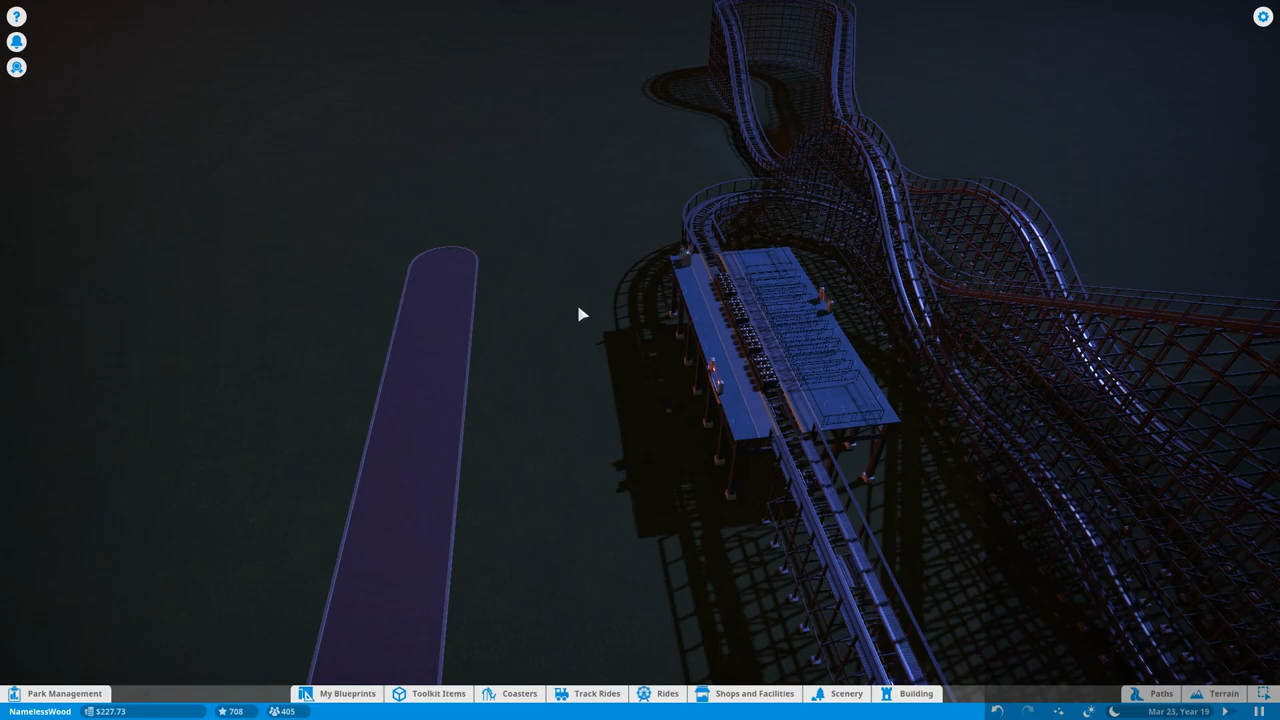 ?
Park Management
My Blueprints
Toolkit Items
Coasters
Track Rides
Rides
Shops and Facilities
Scenery
Building
Paths
Terrain
NamelessWood
$227.73
708
405
Mar 23, Year 19